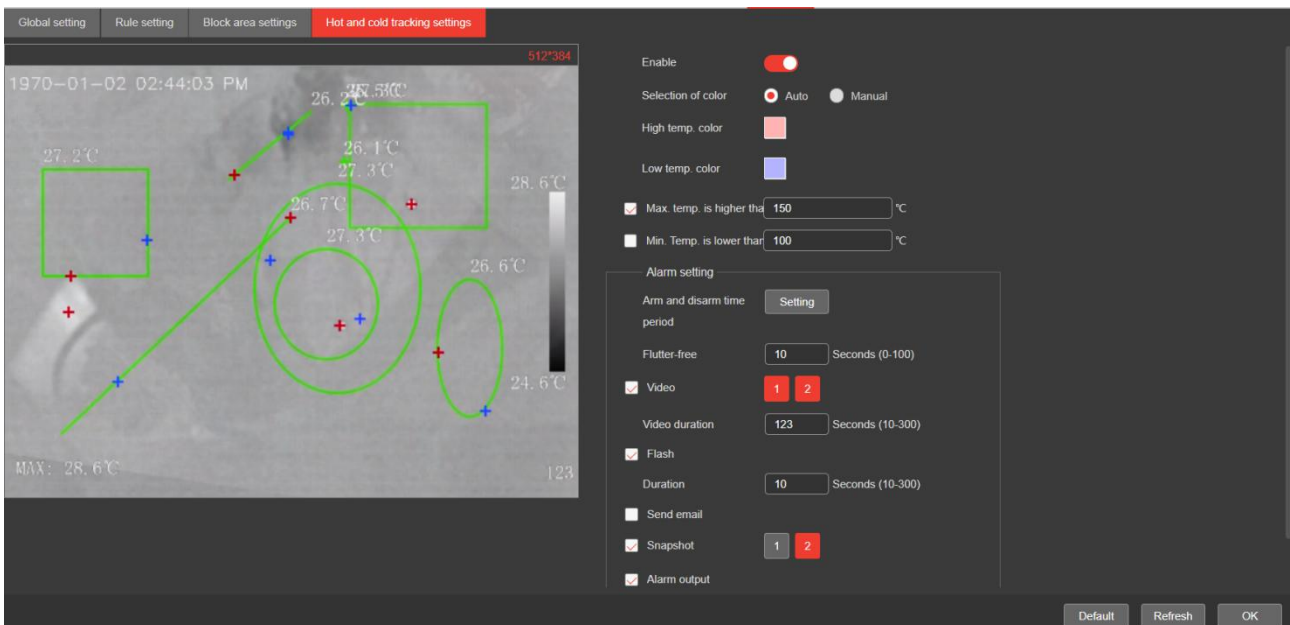 Global setting Rule setting Block area settings Hot and cold tracking settings
512*384
1970-01-02 02:44:03 PM
26.1℃
27.2℃
27.3℃
28.6℃
26.7℃
27.3℃
26.6℃
24.6℃
MAX: 28.6℃
123
Enable
Selection of color Auto Manual
High temp. color
Low temp. color
Max. temp. is higher tha 150 ℃
Min. Temp. is lower than 100 ℃
Alarm setting
Arm and disarm time
period
Setting
Flutter-free 10 Seconds (0-100)
Video 1 2
Video duration 123 Seconds (10-300)
Flash
Duration 10 Seconds (10-300)
Send email
Snapshot 1 2
Alarm output
Default Refresh OK